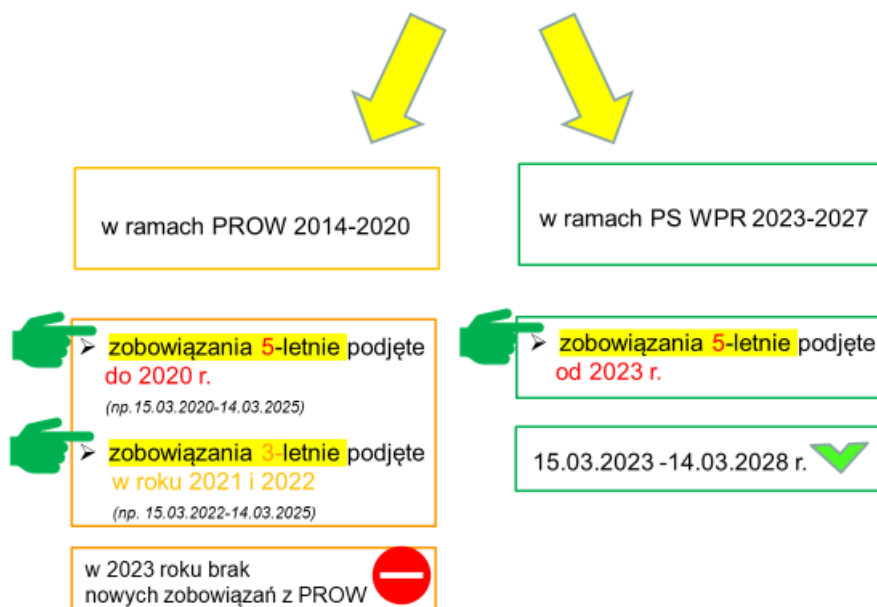 w ramach PROW 2014-2020
zobowiązania 5-letnie podjęte
do 2020 r.
(np.15.03.2020-14.03.2025)
zobowiązania 3-letnie podjęte
w roku 2021 i 2022
(np. 15.03.2022-14.03.2025)
w 2023 roku brak
nowych zobowiązań z PROW
w ramach PS WPR 2023-2027
zobowiązania 5-letnie podjęte
od 2023 r.
15.03.2023 -14.03.2028 r.